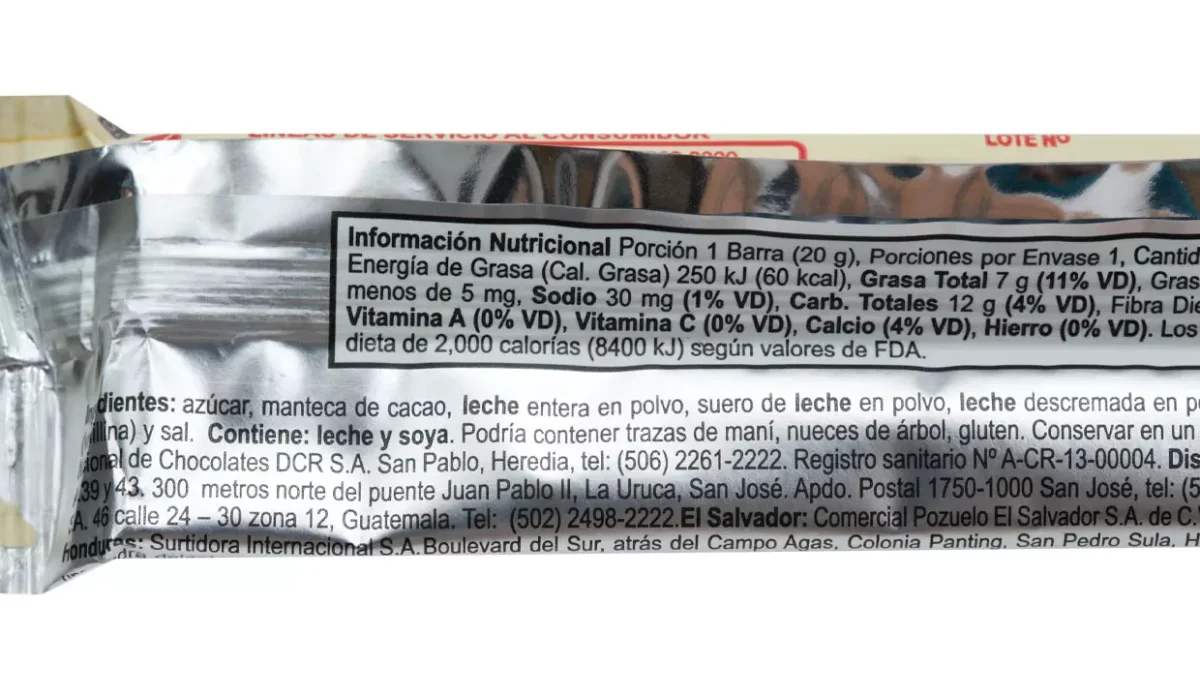 LINEAS DE SERVICIO AL CONSUMIDOR
LOTE Nº
Información Nutricional Porción 1 Barra (20 g), Porciones por Envase 1, Cantid
Energía de Grasa (Cal. Grasa) 250 kJ (60 kcal), Grasa Total 7 g (11% VD), Gras
menos de 5 mg, Sodio 30 mg (1% VD), Carb. Totales 12 g (4% VD), Fibra Die
Vitamina A (0% VD), Vitamina C (0% VD), Calcio (4% VD), Hierro (0% VD). Los
dieta de 2,000 calorías (8400 kJ) según valores de FDA.
dientes: azúcar, manteca de cacao, leche entera en polvo, suero de leche en polvo, leche descremada en po
na) y sal. Contiene: leche y soya. Podría contener trazas de maní, nueces de árbol, gluten. Conservar en un
ional de Chocolates DCR S.A. San Pablo, Heredia, tel: (506) 2261-2222. Registro sanitario Nº A-CR-13-00004. Dis
39 y 43. 300 metros norte del puente Juan Pablo II, La Uruca, San José. Apdo. Postal 1750-1000 San José, tel: (5
.A. 46 calle 24 – 30 zona 12, Guatemala. Tel: (502) 2498-2222. El Salvador: Comercial Pozuelo El Salvador S.A. de C.V
Honduras: Surtidora Internacional S.A. Boulevard del Sur, atrás del Campo Agas, Colonia Panting, San Pedro Sula, H